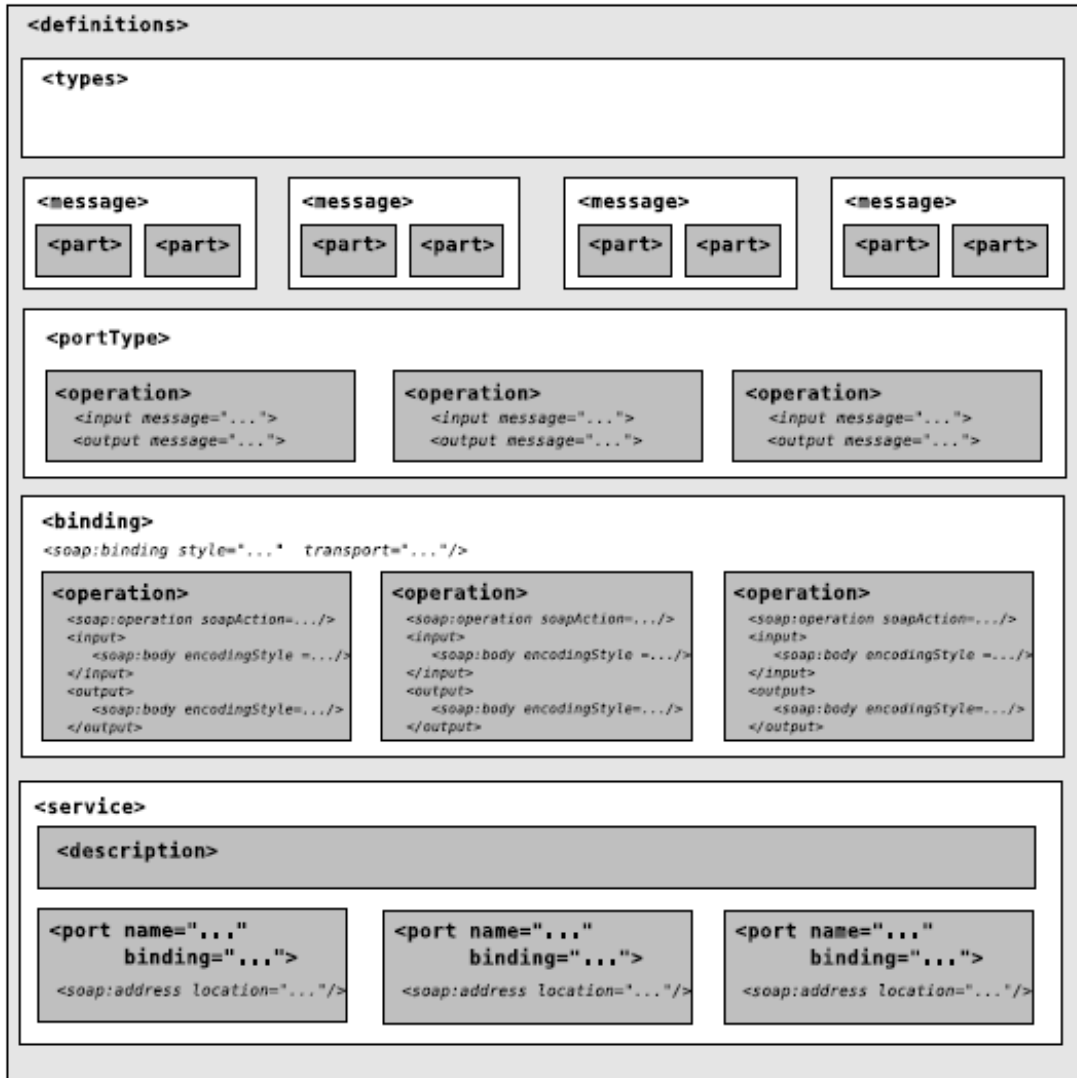 <definitions>
<types>
<message> <message> <message> <message>
<part> <part> <part> <part> <part> <part> <part> <part>
<portType>
<operation> <operation> <operation>
<input message="..."> <input message="..."> <input message="...">
<output message="..."> <output message="..."> <output message="...">
<binding>
<soap:binding style="..." transport="..."/>
<operation> <operation> <operation>
<soap:operation soapAction=.../> <soap:operation soapAction=.../> <soap:operation soapAction=.../>
<input> <input> <input>
<soap:body encodingStyle =.../> <soap:body encodingStyle =.../> <soap:body encodingStyle =.../>
</input> </input> </input>
<output> <output> <output>
<soap:body encodingStyle=.../> <soap:body encodingStyle=.../> <soap:body encodingStyle=.../>
</output> </output> </output>
<service>
<description>
<port name="..." <port name="..." <port name="..."
binding="..."> binding="..."> binding="...">
<soap:address location="..."/> <soap:address location="..."/> <soap:address location="..."/>